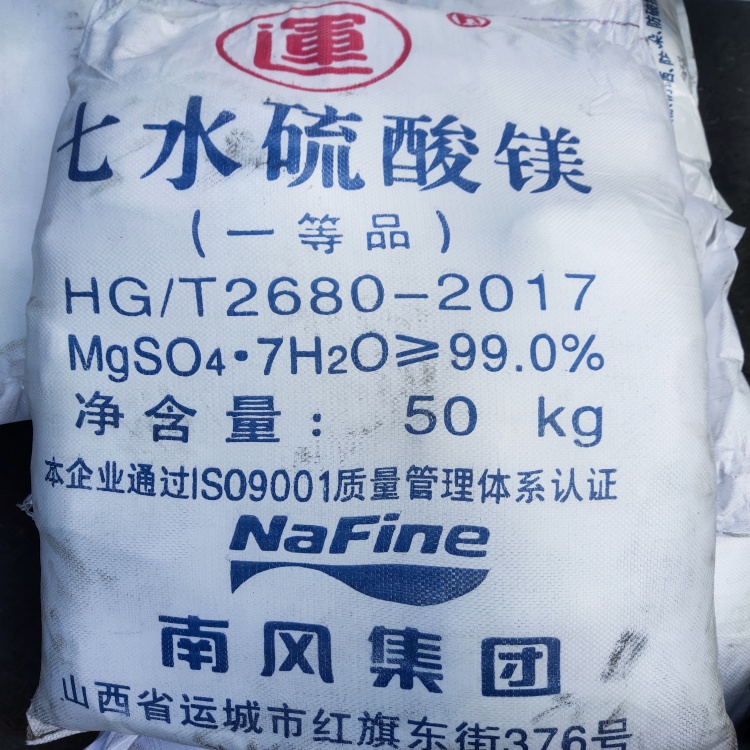 運
七水硫酸镁
(一等品)
HG/T2680-2017
MgSO4·7H2O≥99.0%
净含量: 50 kg
本企业通过ISO9001质量管理体系认证
NaFine
南风集团
山西省运城市红旗东街376号